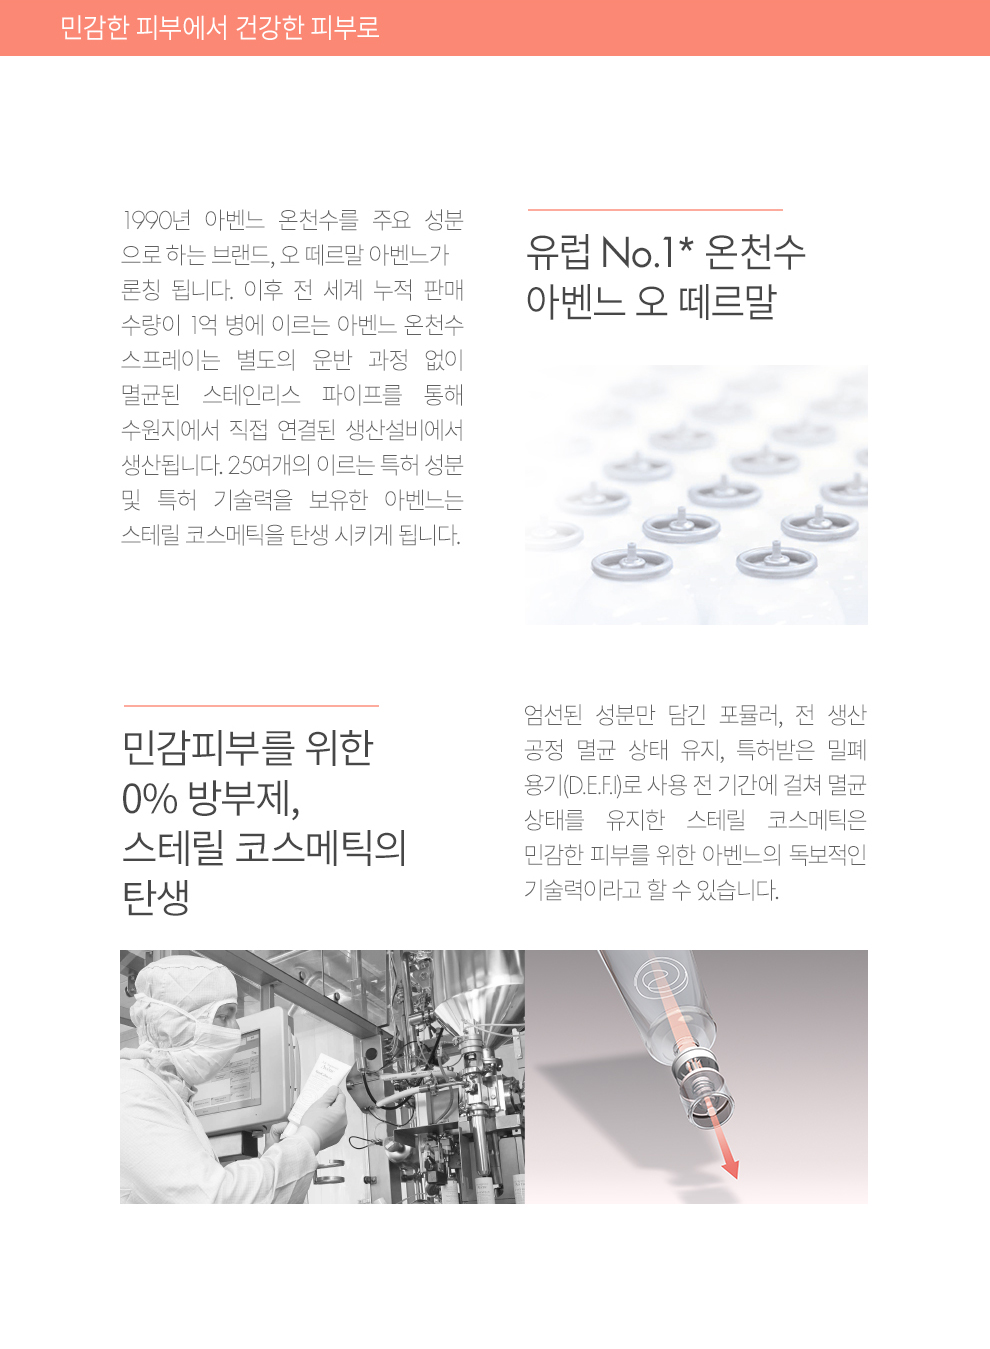 민감한 피부에서 건강한 피부로
1990년 아벤느 온천수를 주요 성분
으로 하는 브랜드, 오 떼르말 아벤느가
론칭 됩니다. 이후 전 세계 누적 판매
수량이 1억 병에 이르는 아벤느 온천수
스프레이는 별도의 운반 과정 없이
멸균된 스테인리스 파이프를 통해
수원지에서 직접 연결된 생산설비에서
생산됩니다. 25여개의 이르는 특허 성분
및 특허 기술력을 보유한 아벤느는
스테릴 코스메틱을 탄생 시키게 됩니다.
유럽 No.1* 온천수
아벤느 오 떼르말
민감피부를 위한
0% 방부제,
스테릴 코스메틱의
탄생
엄선된 성분만 담긴 포뮬러, 전 생산
공정 멸균 상태 유지, 특허받은 밀폐
용기(D.E.F.I)로 사용 전 기간에 걸쳐 멸균
상태를 유지한 스테릴 코스메틱은
민감한 피부를 위한 아벤느의 독보적인
기술력이라고 할 수 있습니다.